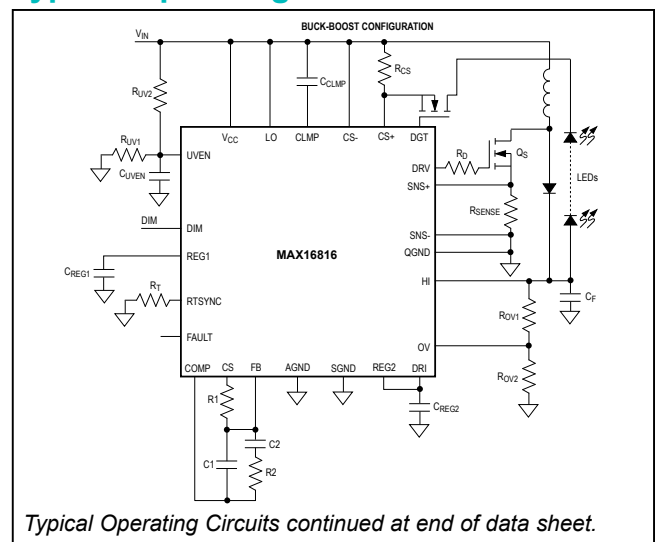 BUCK-BOOST CONFIGURATION
VIN
CCLMP
RCS
RUV2
VCC LO CLMP CS- CS+ DGT
RUV1
UVEN
DRV
RD
QS
CUVEN
SNS+
LEDs
RSENSE
DIM
DIM
SNS-
MAX16816
QGND
REG1
CREG1
HI
RT
CF
RTSYNC
ROV1
FAULT
OV
COMP CS FB AGND SGND REG2 DRI
ROV2
R1
CREG2
C2
C1
R2
Typical Operating Circuits continued at end of data sheet.